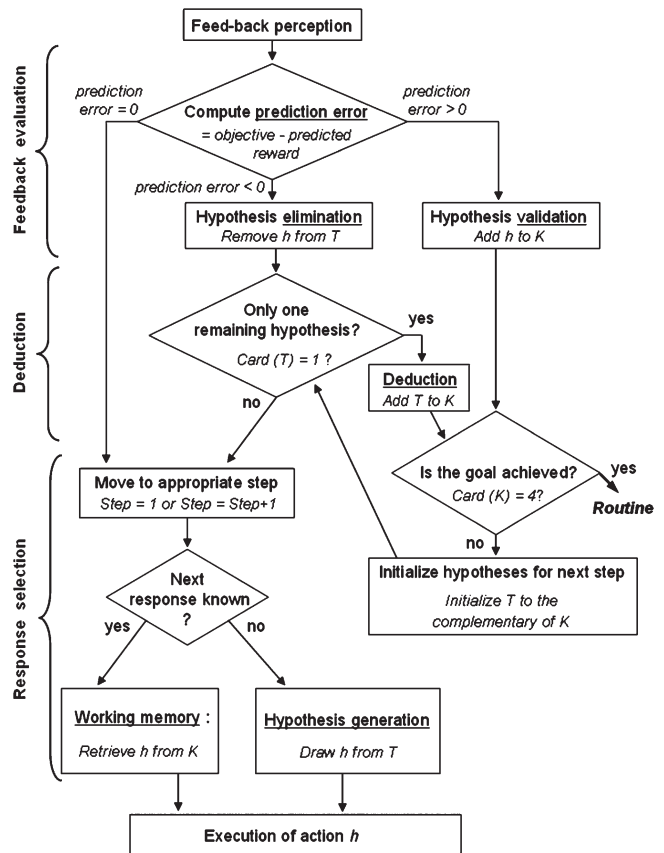 Feed-back perception
Feedback evaluation
prediction
error = 0
Compute prediction error
= objective - predicted
reward
prediction
error > 0
prediction error < 0
Hypothesis elimination
Remove h from T
Hypothesis validation
Add h to K
Deduction
Only one
remaining hypothesis?
Card (T) = 1 ?
yes
no
Deduction
Add T to K
Is the goal achieved?
Card (K) = 4?
yes
Routine
no
Response selection
Move to appropriate step
Step = 1 or Step = Step+1
Initialize hypotheses for next step
Initialize T to the
complementary of K
Next
response known
?
yes
no
Working memory :
Retrieve h from K
Hypothesis generation
Draw h from T
Execution of action h